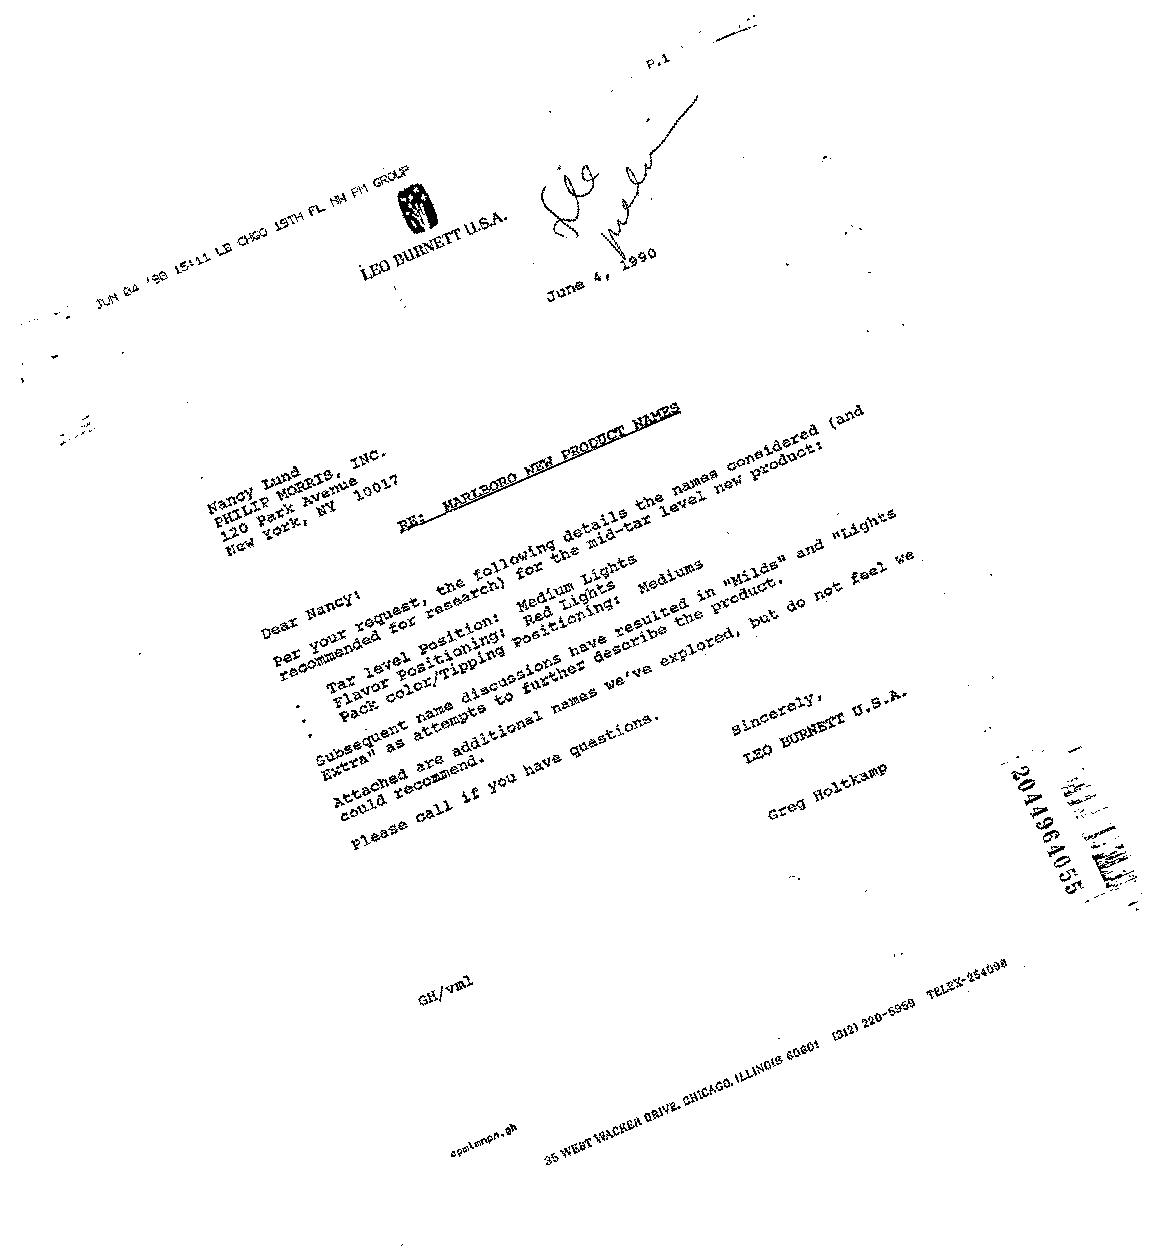 P.1
JUN 04 '90 15:11 LB CHGO 19TH FL NW PM GROUP
LEO BURNETT U.S.A.
June 4, 1990
Nancy Lund
PHILIP MORRIS, INC.
120 Park Avenue
New York, NY 10017
RE: MARLBORO NEW PRODUCT NAMES
Dear Nancy:
Per your request, the following details the names considered (and
recommended for research) for the mid-tar level new product:
. Tar level Position: Medium Lights
. Flavor Positioning: Red Lights
. Pack color/Tipping Positioning: Mediums
Subsequent name discussions have resulted in "Milds" and "Lights
Extra" as attempts to further describe the product.
Attached are additional names we've explored, but do not feel we
could recommend.
Please call if you have questions.
Sincerely,
LEO BURNETT U.S.A.
Greg Holtkamp
2044964055
GH/vml
35 WEST WACKER DRIVE, CHICAGO, ILLINOIS 60601 (312) 220-5959 TELEX-254098